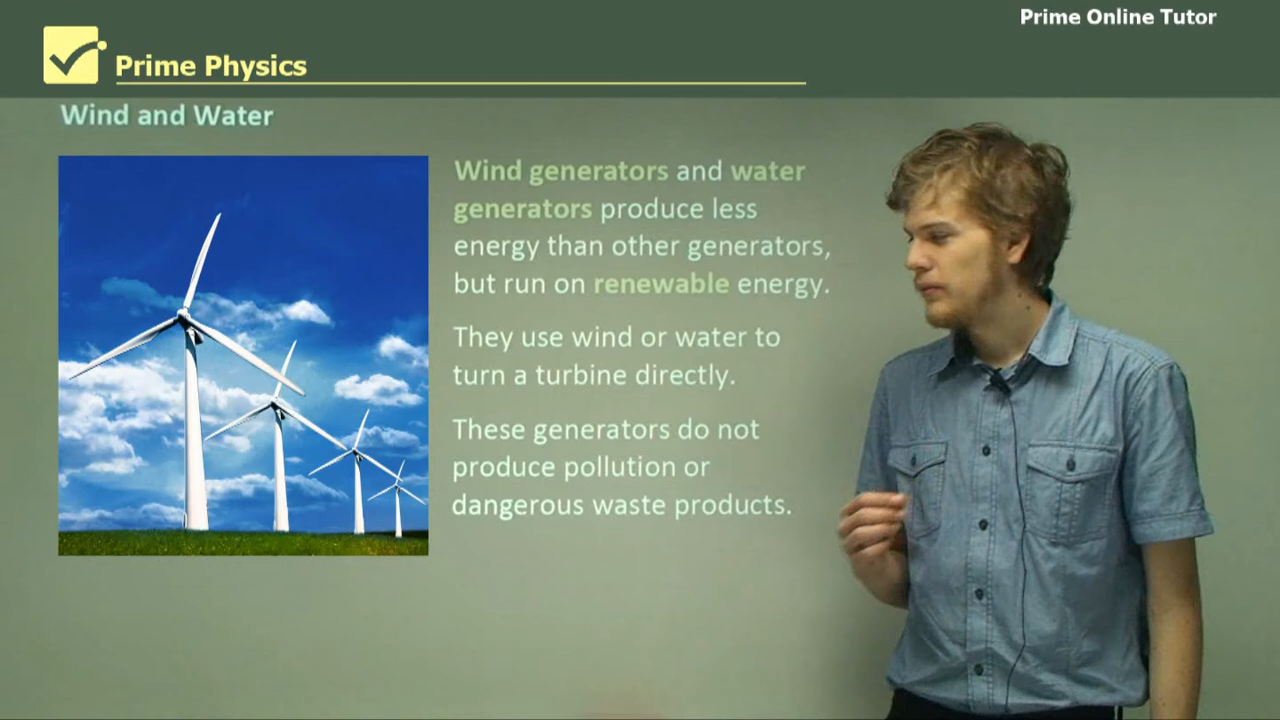 Prime Online Tutor
Prime Physics
Wind and Water
Wind generators and water
generators produce less
energy than other generators,
but run on renewable energy.
They use wind or water to
turn a turbine directly.
These generators do not
produce pollution or
dangerous waste products.